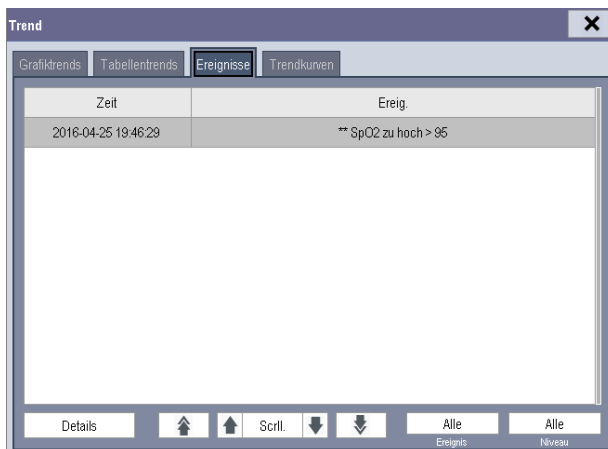 Trend
Grafiktrends Tabellentrends Ereignisse Trendkurven
Zeit Ereig.
2016-04-25 19:46:29 ** SpO2 zu hoch > 95
Details Scrll. Alle Alle
Ereignis Niveau